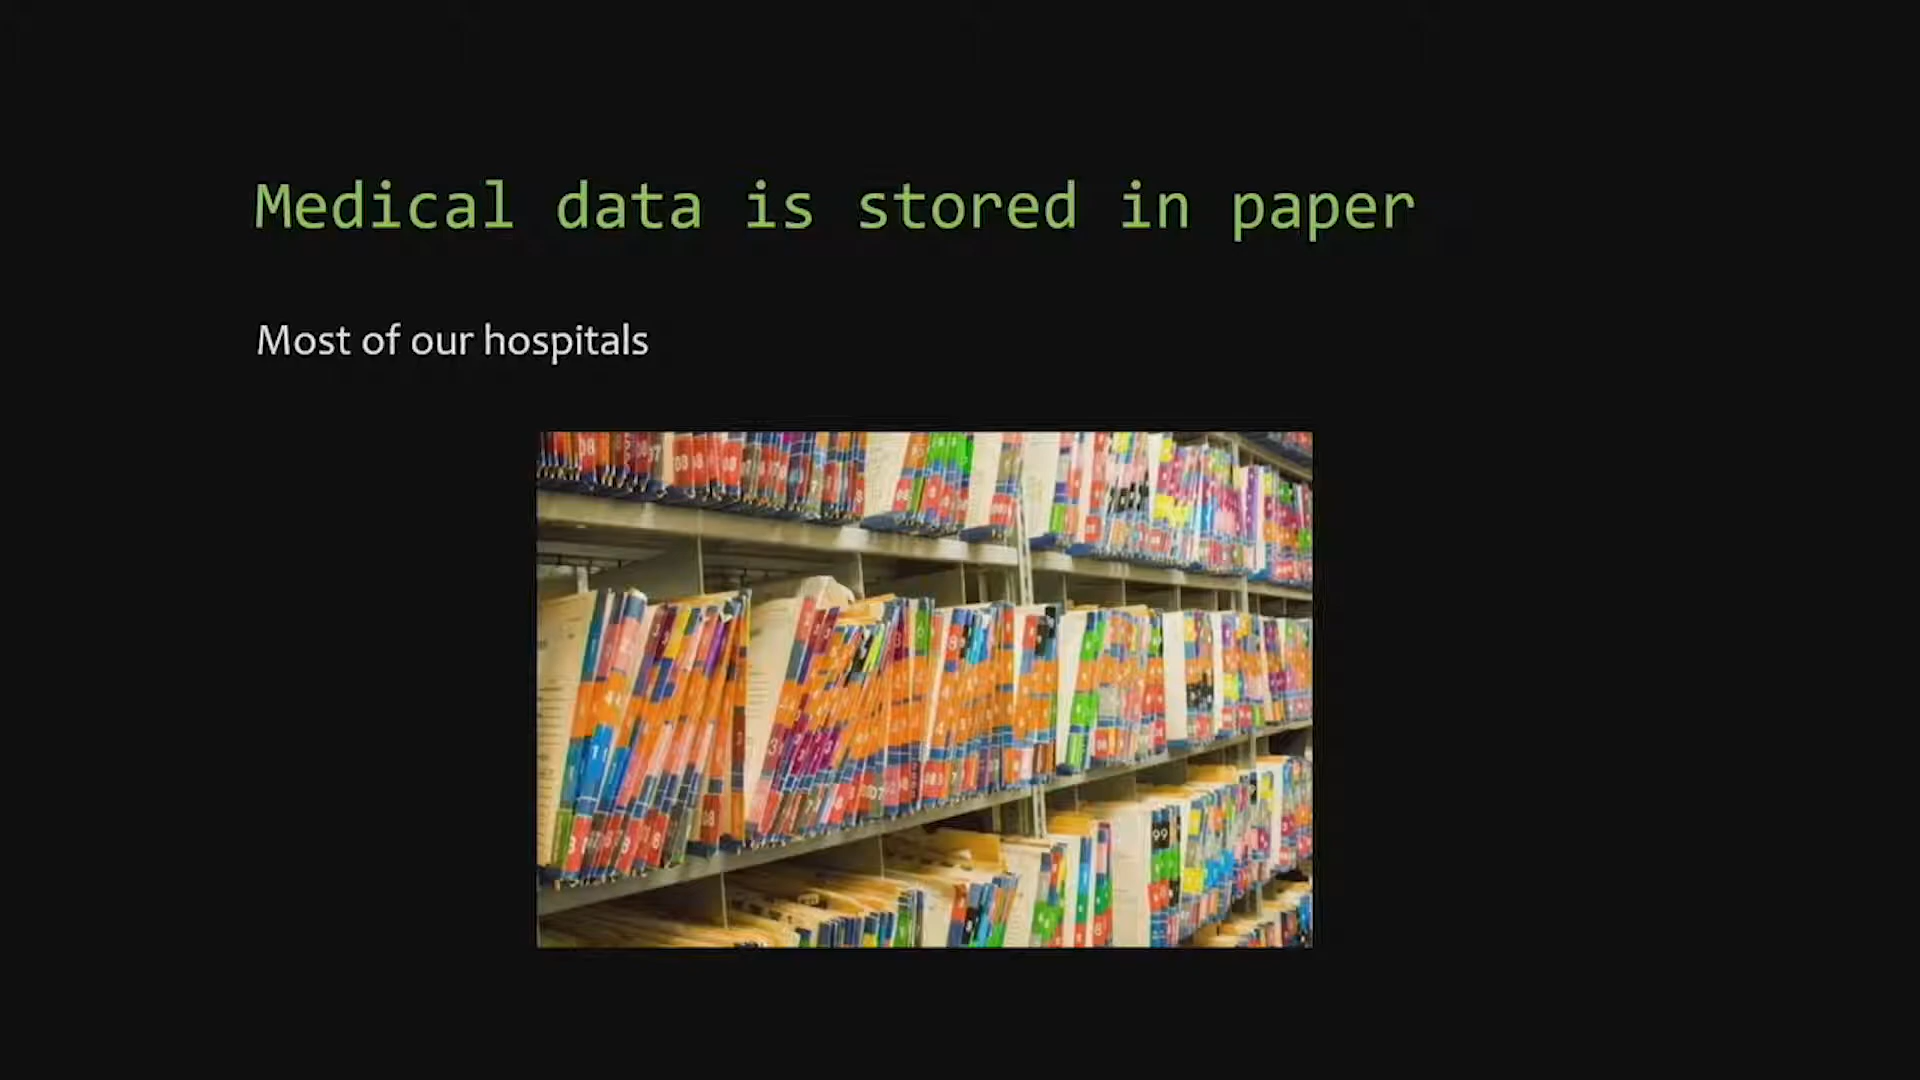 Medical data is stored in paper
Most of our hospitals